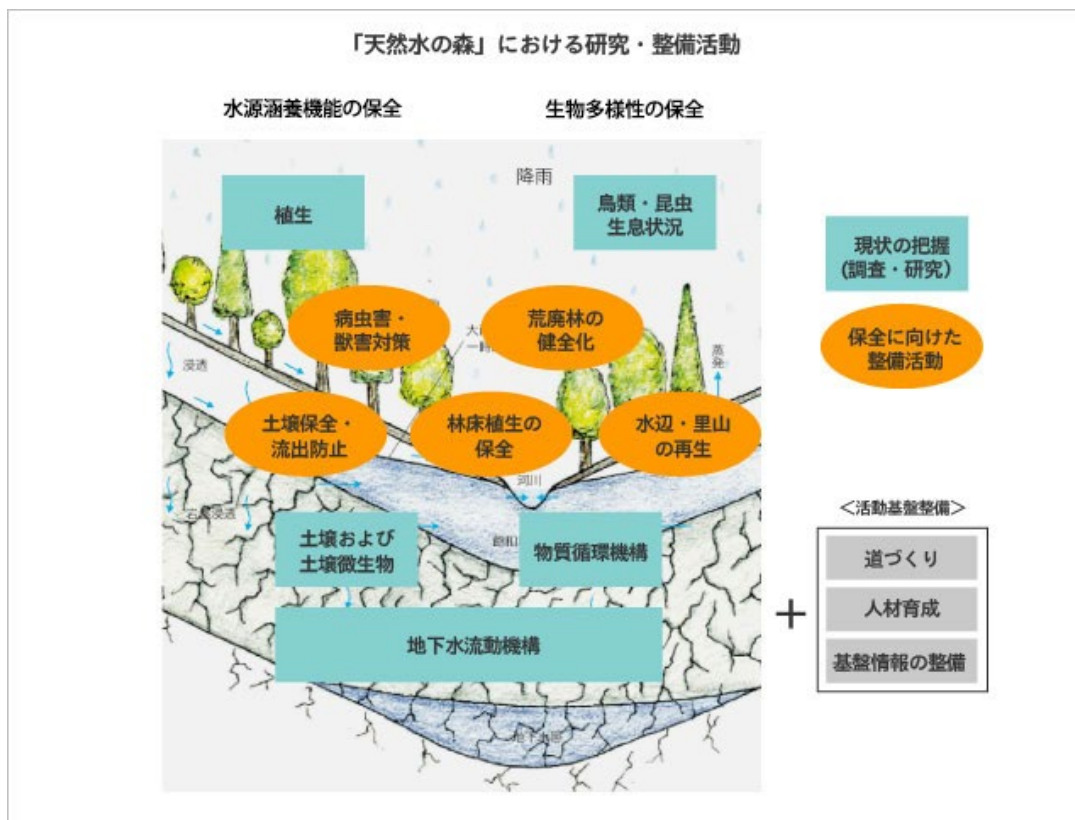 「天然水の森」における研究・整備活動
水源涵養機能の保全
生物多様性の保全
降雨
植生
鳥類・昆虫
生息状況
現状の把握
(調査・研究)
病虫害・
獣害対策
荒廃林の
健全化
保全に向けた
整備活動
蒸発
浸透
土壌保全・
流出防止
林床植生の
保全
水辺・里山
の再生
河川
土壌および
土壌微生物
物質循環機構
地下水流動機構
<活動基盤整備>
+
道づくり
人材育成
基盤情報の整備